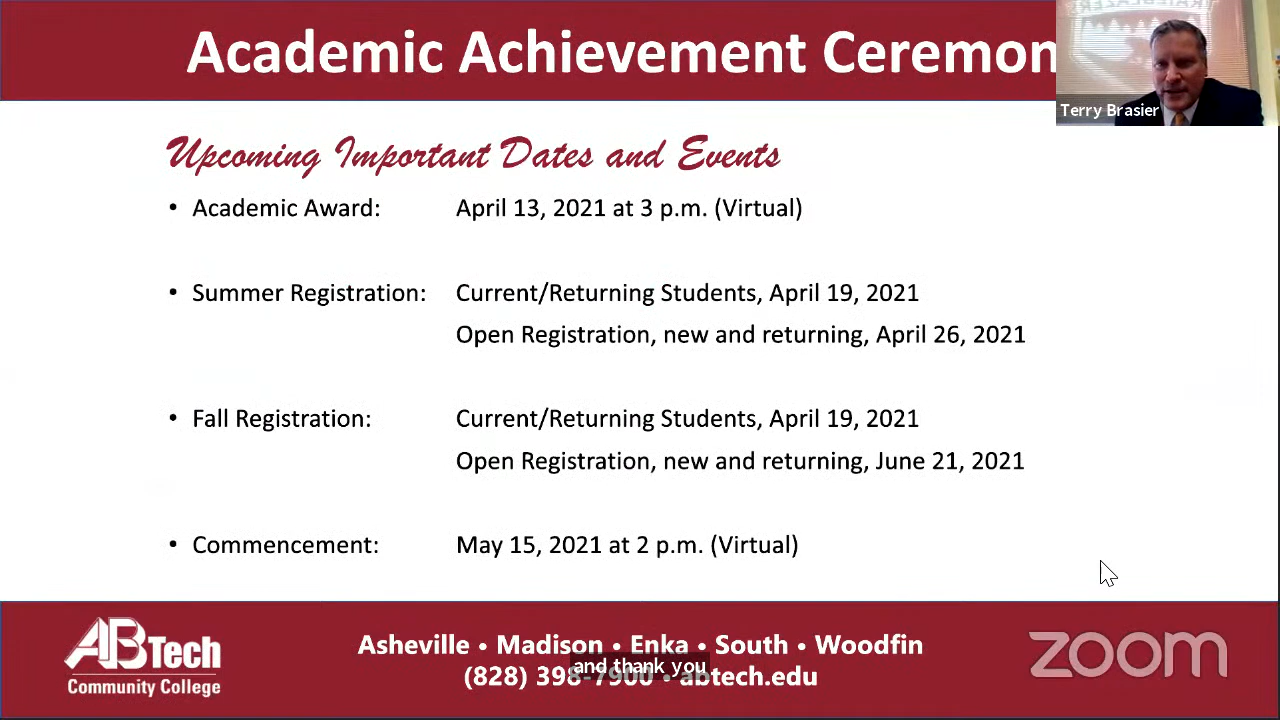 Academic Achievement Ceremon
Terry Brasier
Upcoming Important Dates and Events
• Academic Award: April 13, 2021 at 3 p.m. (Virtual)
• Summer Registration: Current/Returning Students, April 19, 2021
Open Registration, new and returning, April 26, 2021
• Fall Registration: Current/Returning Students, April 19, 2021
Open Registration, new and returning, June 21, 2021
• Commencement: May 15, 2021 at 2 p.m. (Virtual)
AB Tech
Community College
Asheville • Madison • Enka • South • Woodfin
and thank you
(828) 398-7900 • abtech.edu
zoom